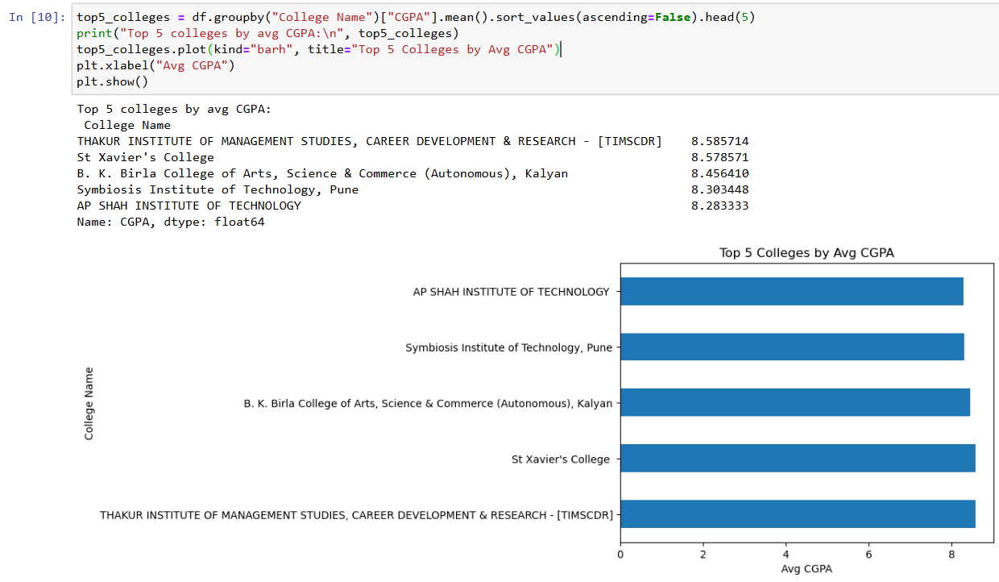 In [10]: top5_colleges = df.groupby("College Name")["CGPA"].mean().sort_values(ascending=False).head(5)
print("Top 5 colleges by avg CGPA:\n", top5_colleges)
top5_colleges.plot(kind="barh", title="Top 5 Colleges by Avg CGPA")
plt.xlabel("Avg CGPA")
plt.show()
Top 5 colleges by avg CGPA:
College Name
THAKUR INSTITUTE OF MANAGEMENT STUDIES, CAREER DEVELOPMENT & RESEARCH - [TIMSCDR] 8.585714
St Xavier's College 8.578571
B. K. Birla College of Arts, Science & Commerce (Autonomous), Kalyan 8.456410
Symbiosis Institute of Technology, Pune 8.303448
AP SHAH INSTITUTE OF TECHNOLOGY 8.283333
Name: CGPA, dtype: float64
Top 5 Colleges by Avg CGPA
AP SHAH INSTITUTE OF TECHNOLOGY
Symbiosis Institute of Technology, Pune
College Name
B. K. Birla College of Arts, Science & Commerce (Autonomous), Kalyan
St Xavier's College
THAKUR INSTITUTE OF MANAGEMENT STUDIES, CAREER DEVELOPMENT & RESEARCH - [TIMSCDR]
0 2 4 6 8
Avg CGPA